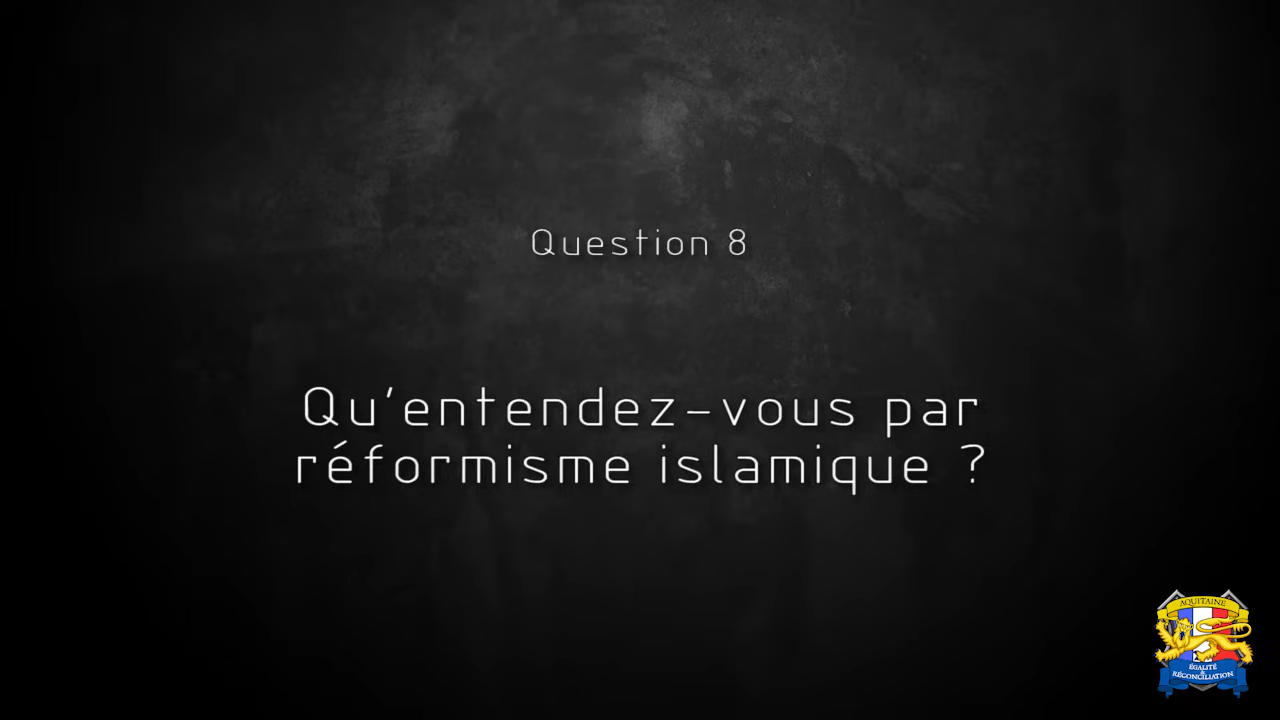 Question 8
Qu'entendez-vous par
réformisme islamique ?
AQUITAINE
ÉGALITÉ
&
RÉCONCILIATION